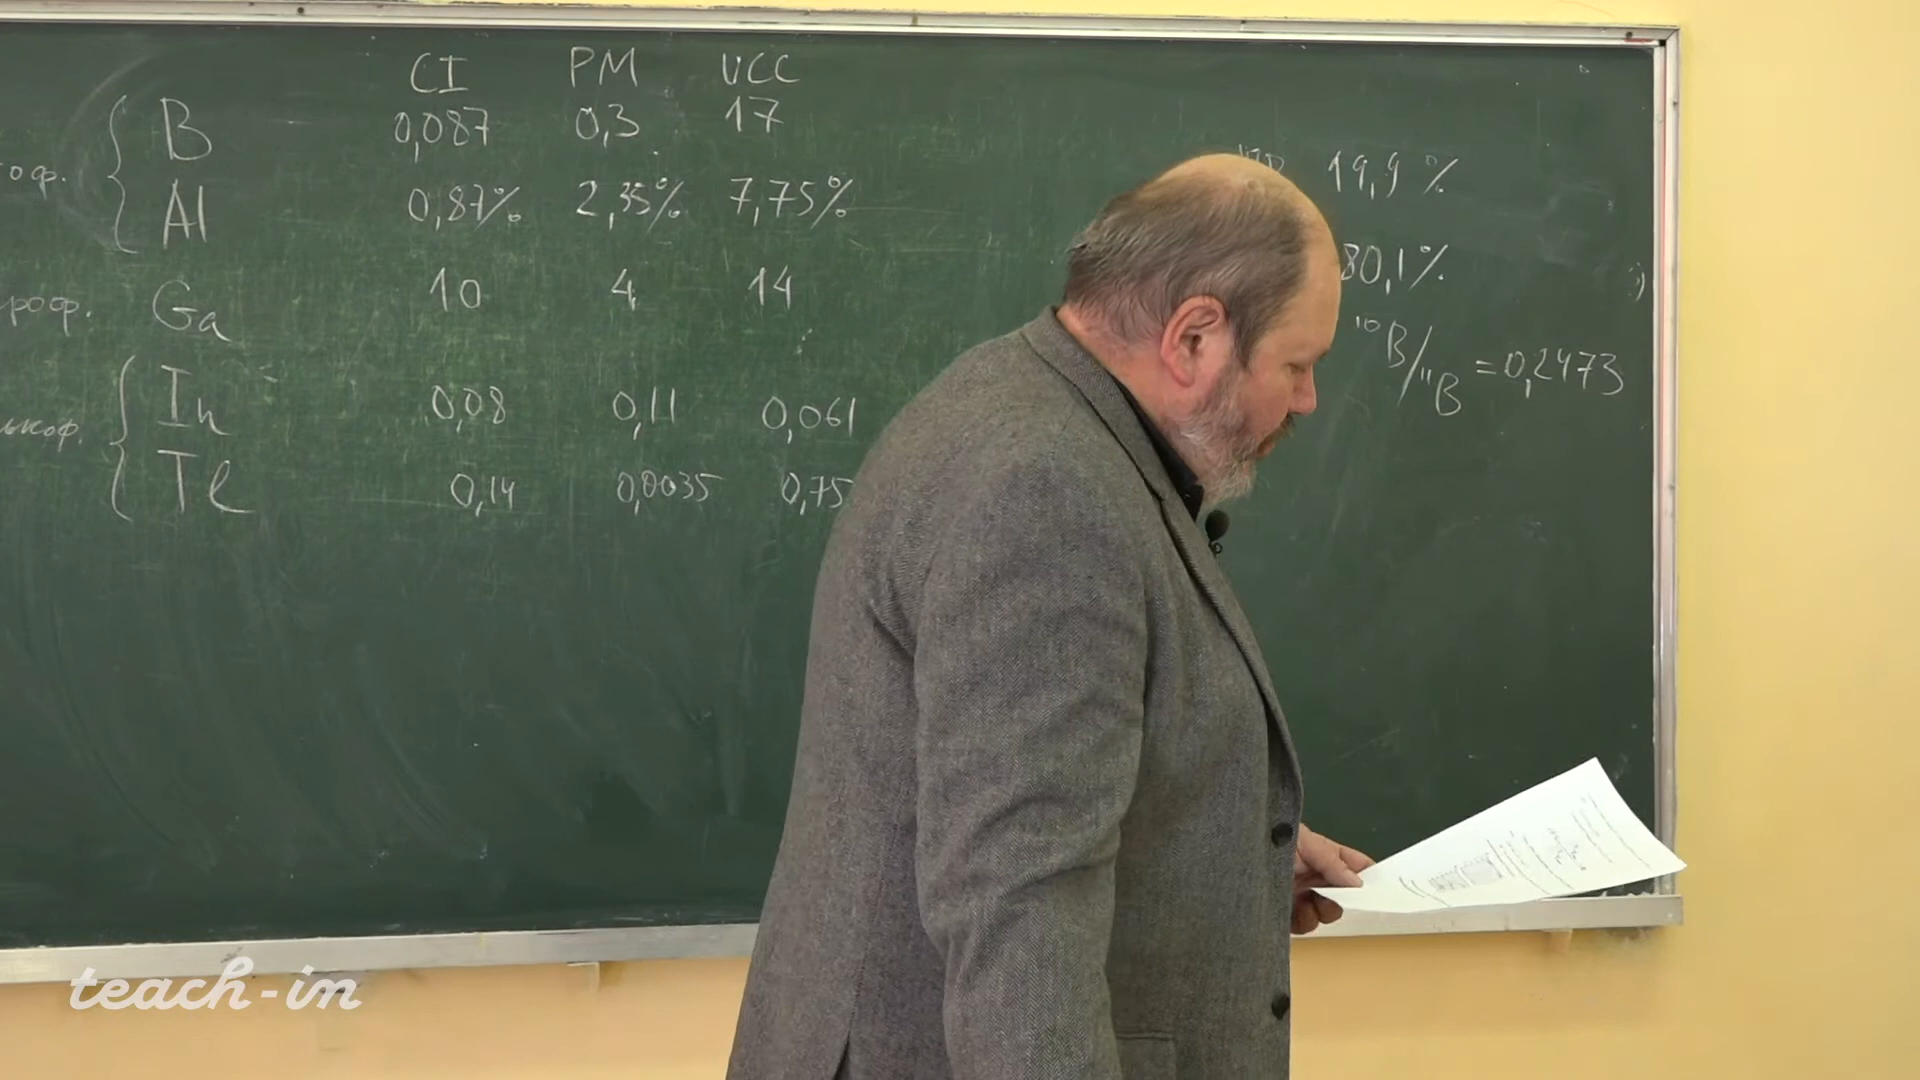 CI PM UCC
B 0,087 0,3 17
Al 0,87% 2,35% 7,75%
Ga 10 4 14
In 0,08 0,11 0,061
Tl 0,14 0,0035 0,75
19,9%
80,1%
¹⁰B/¹¹B = 0,2473
teach-in